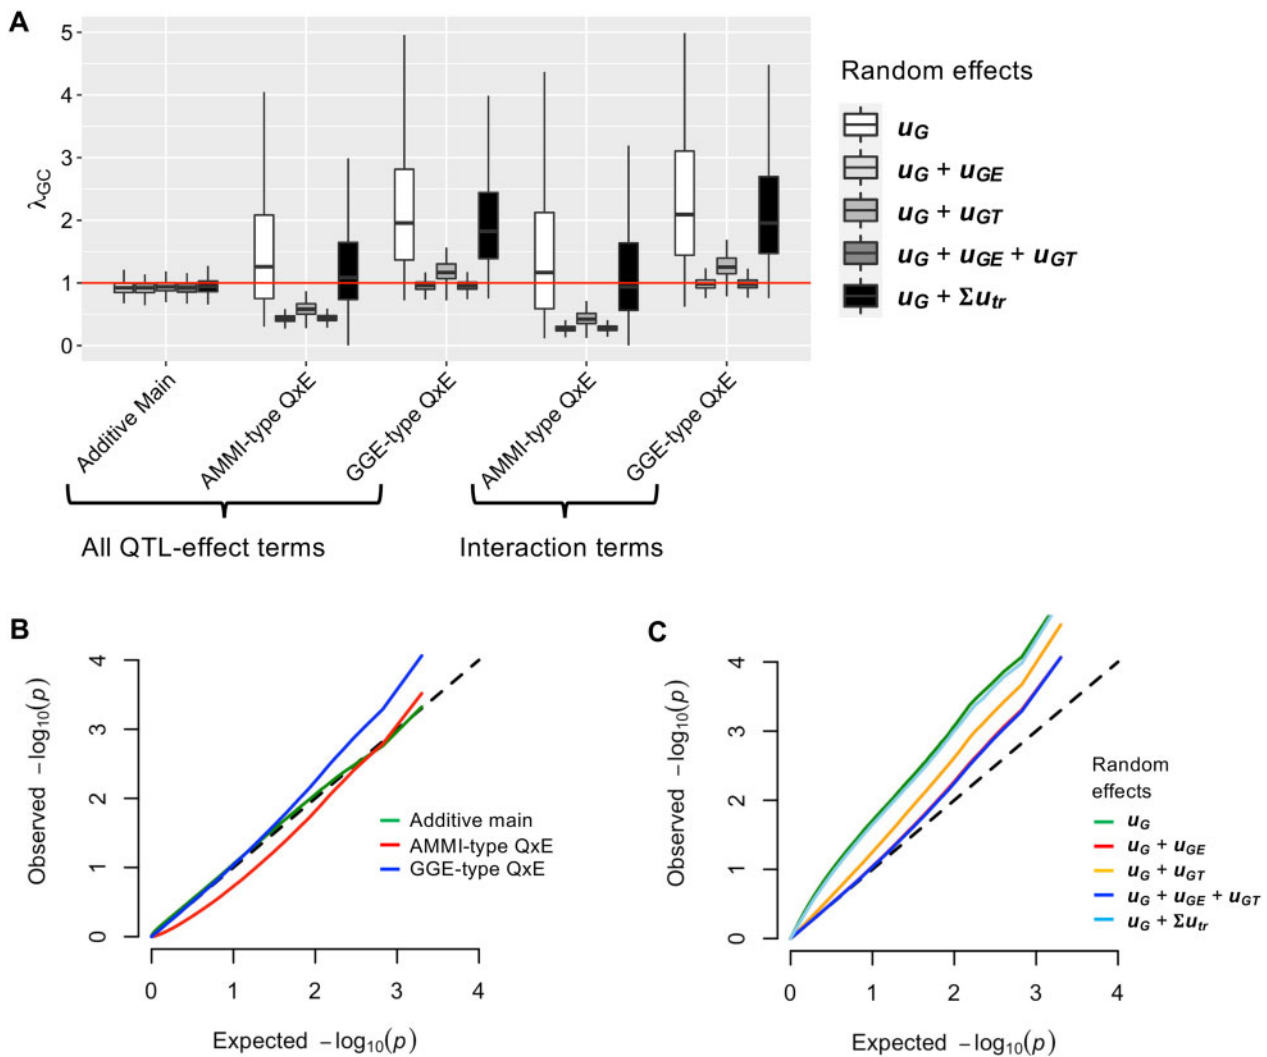 A
5
4
3
2
1
0
λGC
Additive Main
AMMI-type QxE
GGE-type QxE
AMMI-type QxE
GGE-type QxE
All QTL-effect terms
Interaction terms
Random effects
uG
uG + uGE
uG + uGT
uG + uGE + uGT
uG + Σutr
B
4
3
2
1
0
Observed −log10(p)
0 1 2 3 4
Expected −log10(p)
Additive main
AMMI-type QxE
GGE-type QxE
C
4
3
2
1
0
Observed −log10(p)
0 1 2 3 4
Expected −log10(p)
Random
effects
uG
uG + uGE
uG + uGT
uG + uGE + uGT
uG + Σutr